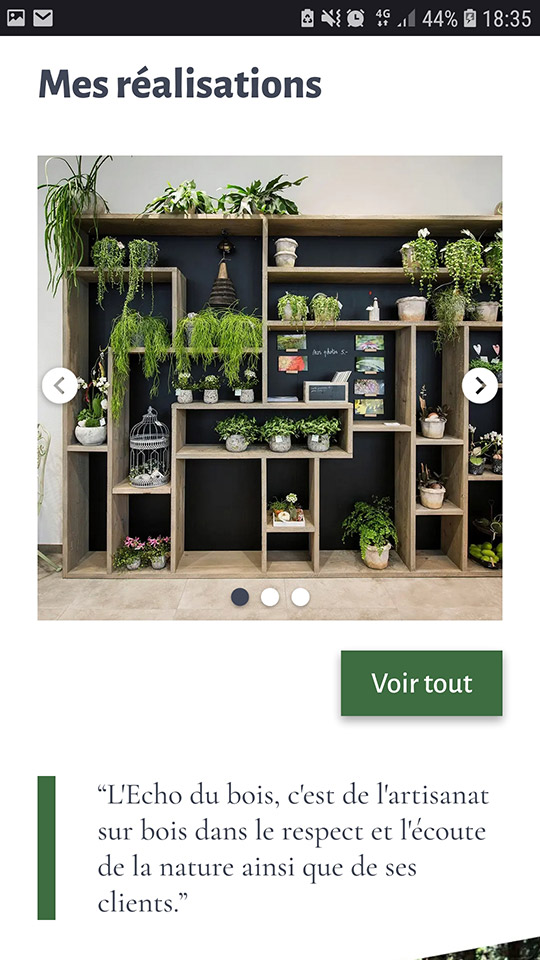 4G 44% 18:35
Mes réalisations
Voir tout
“L'Echo du bois, c'est de l'artisanat
sur bois dans le respect et l'écoute
de la nature ainsi que de ses
clients.”